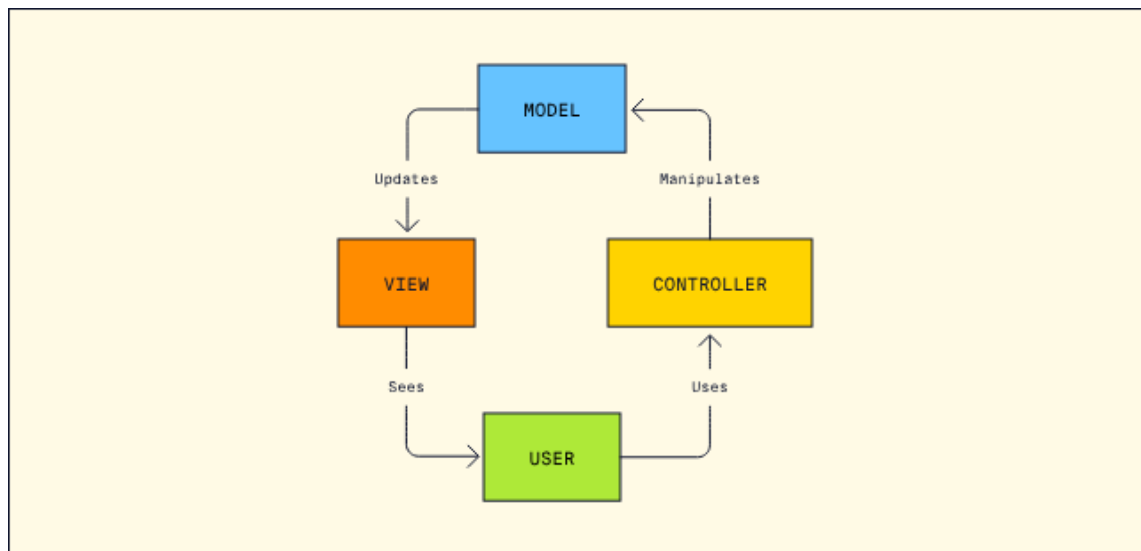 MODEL
Updates
Manipulates
VIEW
CONTROLLER
Sees
Uses
USER